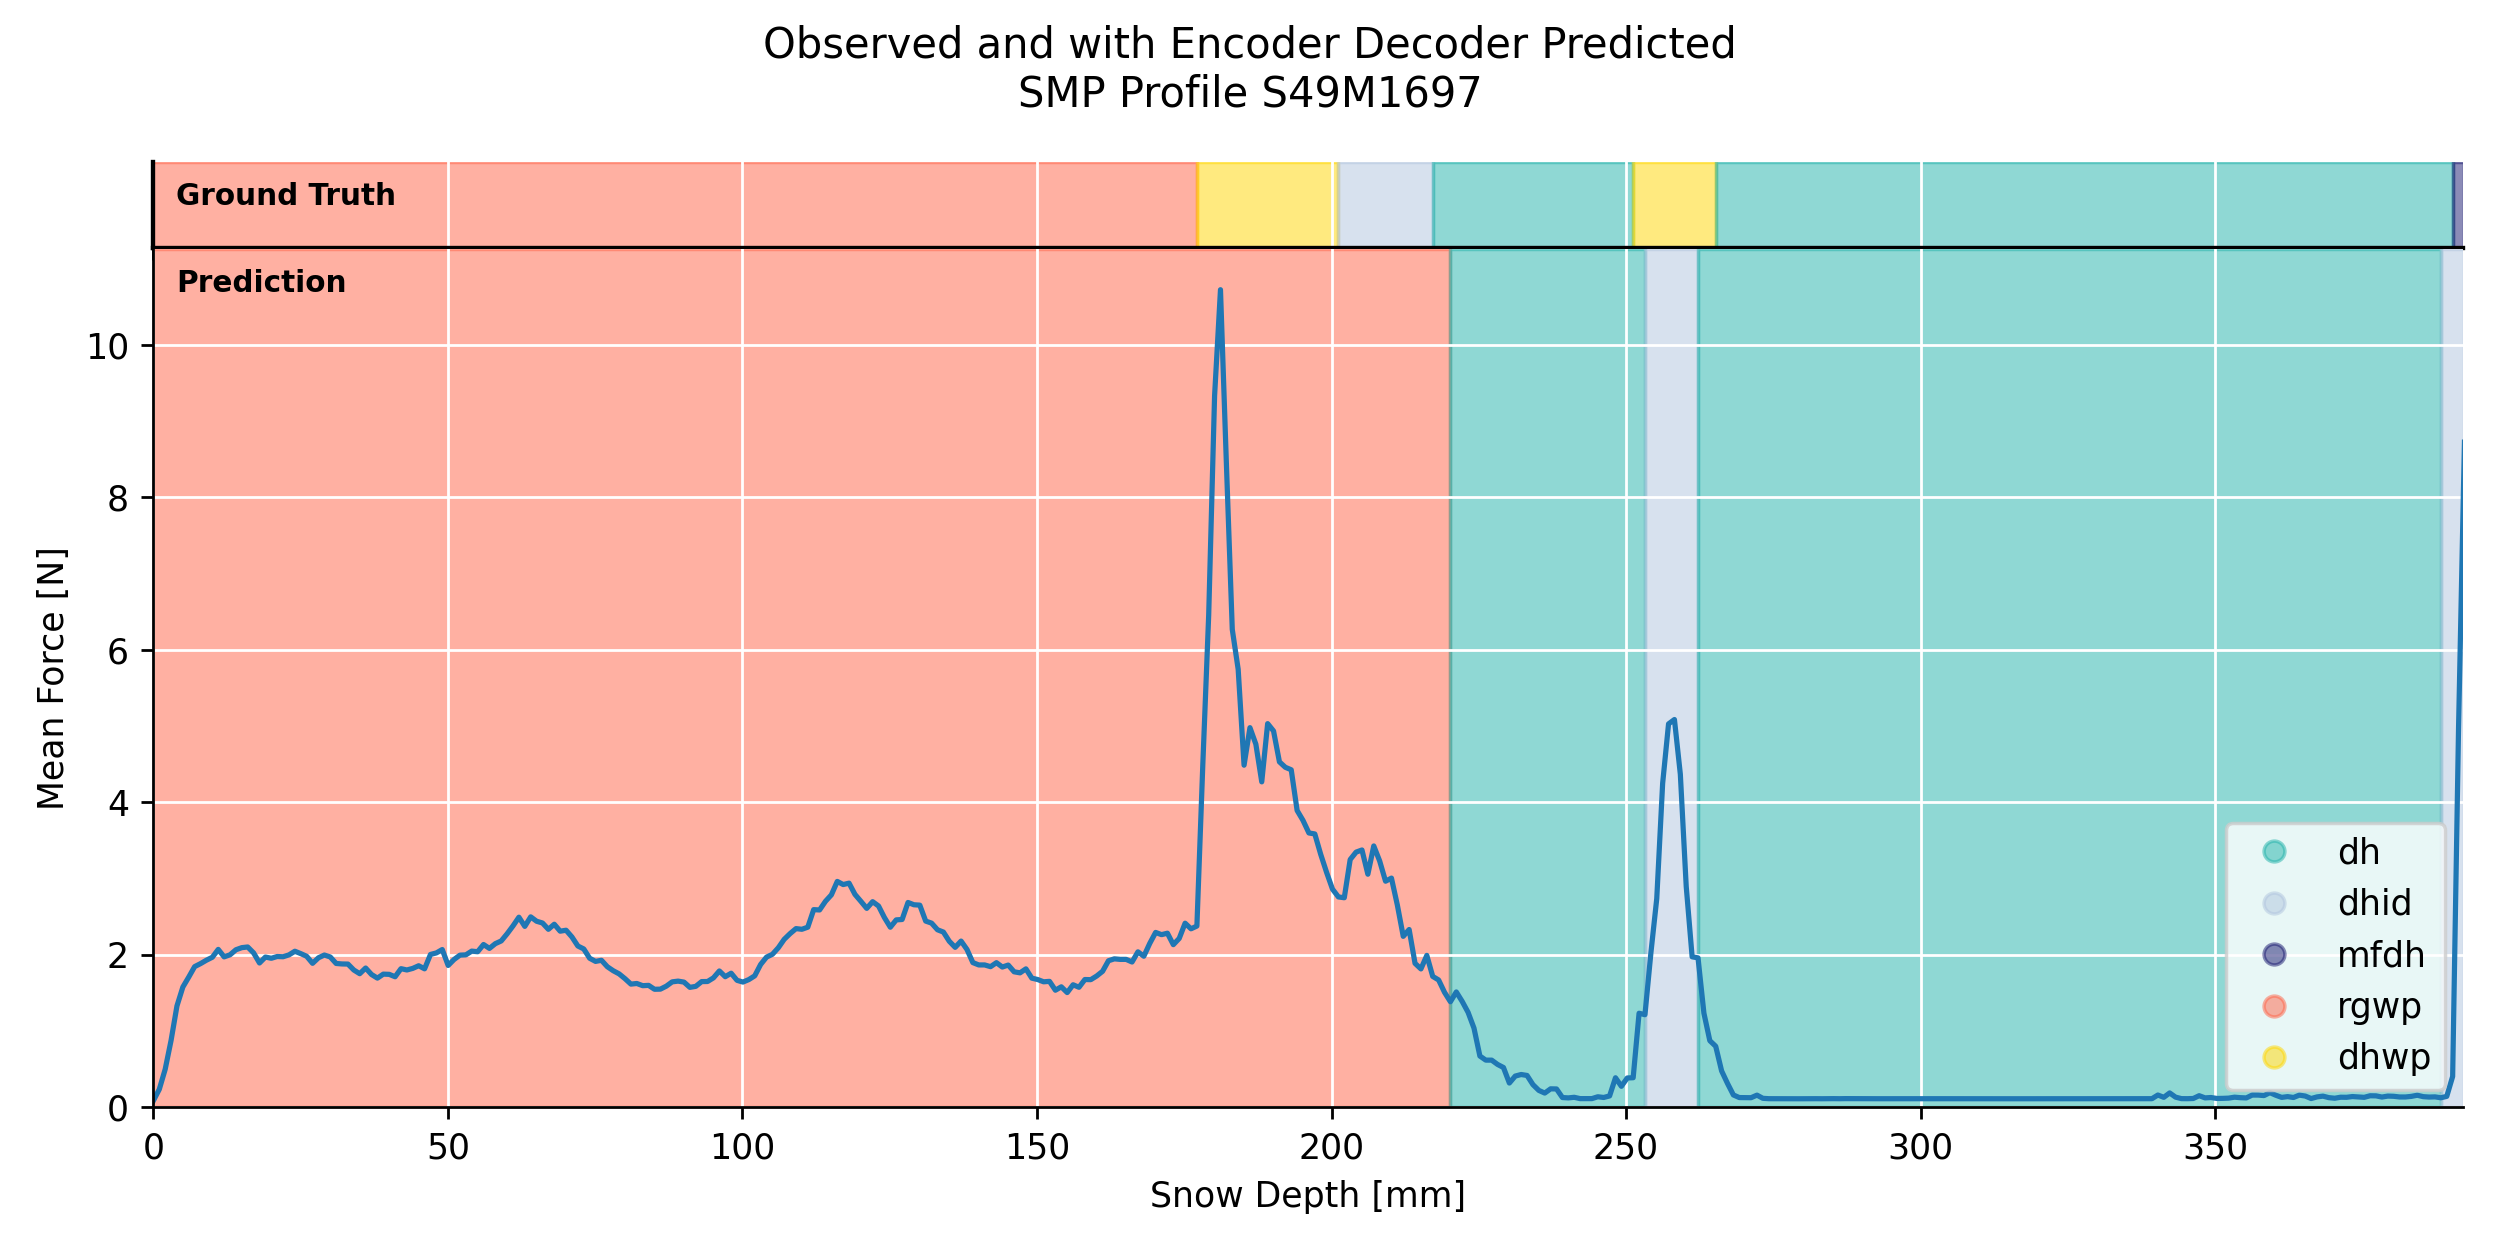 Observed and with Encoder Decoder Predicted
SMP Profile S49M1697
Ground Truth
Prediction
10
8
6
4
2
0
Mean Force [N]
dh
dhid
mfdh
rgwp
dhwp
0 50 100 150 200 250 300 350
Snow Depth [mm]